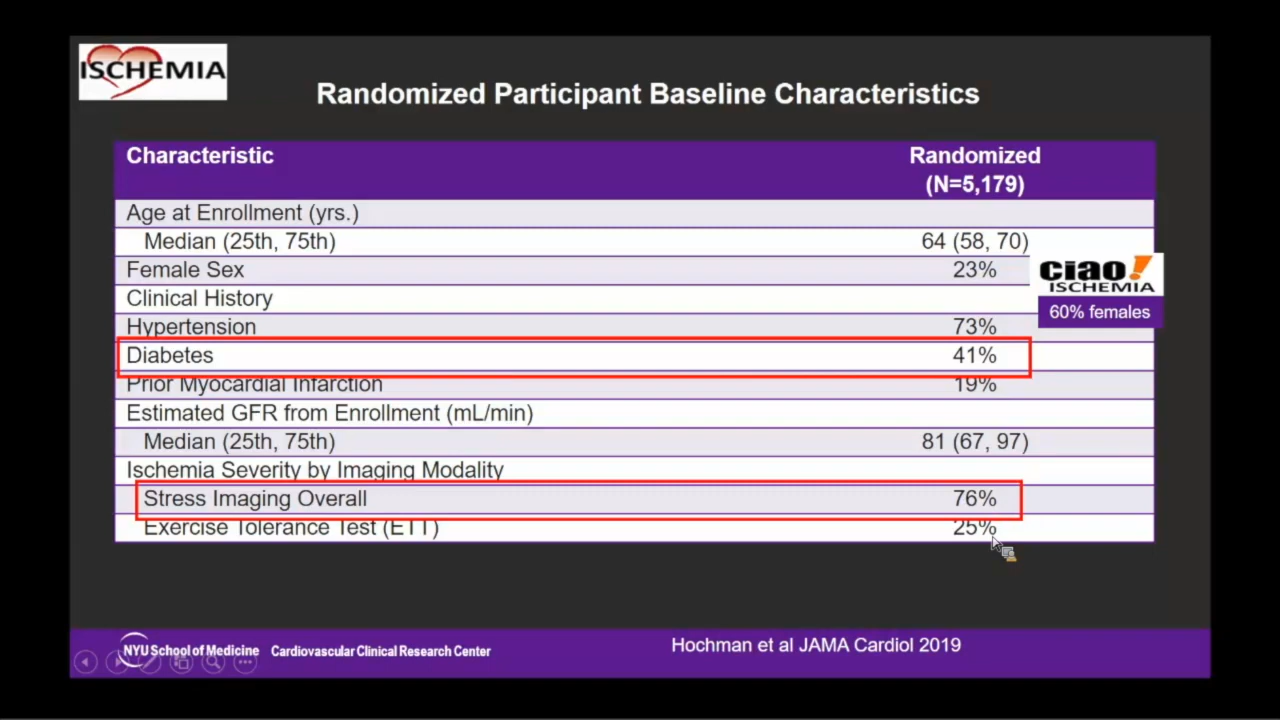 ISCHEMIA
Randomized Participant Baseline Characteristics
Characteristic
Randomized
(N=5,179)
Age at Enrollment (yrs.)
Median (25th, 75th) 64 (58, 70)
Female Sex 23%
ciao!
ISCHEMIA
60% females
Clinical History
Hypertension 73%
Diabetes 41%
Prior Myocardial Infarction 19%
Estimated GFR from Enrollment (mL/min)
Median (25th, 75th) 81 (67, 97)
Ischemia Severity by Imaging Modality
Stress Imaging Overall 76%
Exercise Tolerance Test (ETT) 25%
NYU School of Medicine Cardiovascular Clinical Research Center
Hochman et al JAMA Cardiol 2019